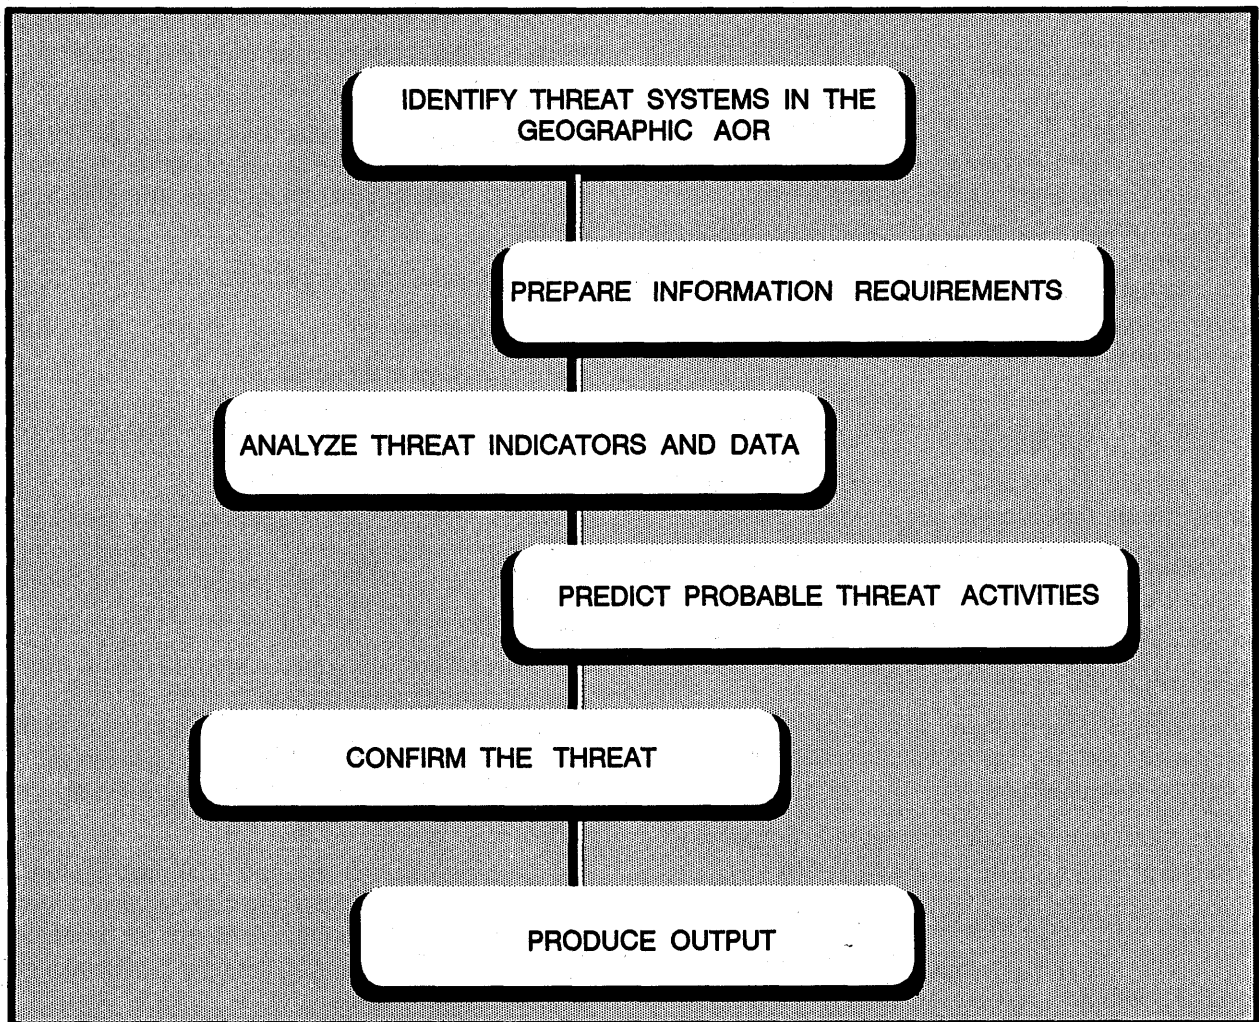 IDENTIFY THREAT SYSTEMS IN THE
GEOGRAPHIC AOR
PREPARE INFORMATION REQUIREMENTS
ANALYZE THREAT INDICATORS AND DATA
PREDICT PROBABLE THREAT ACTIVITIES
CONFIRM THE THREAT
PRODUCE OUTPUT